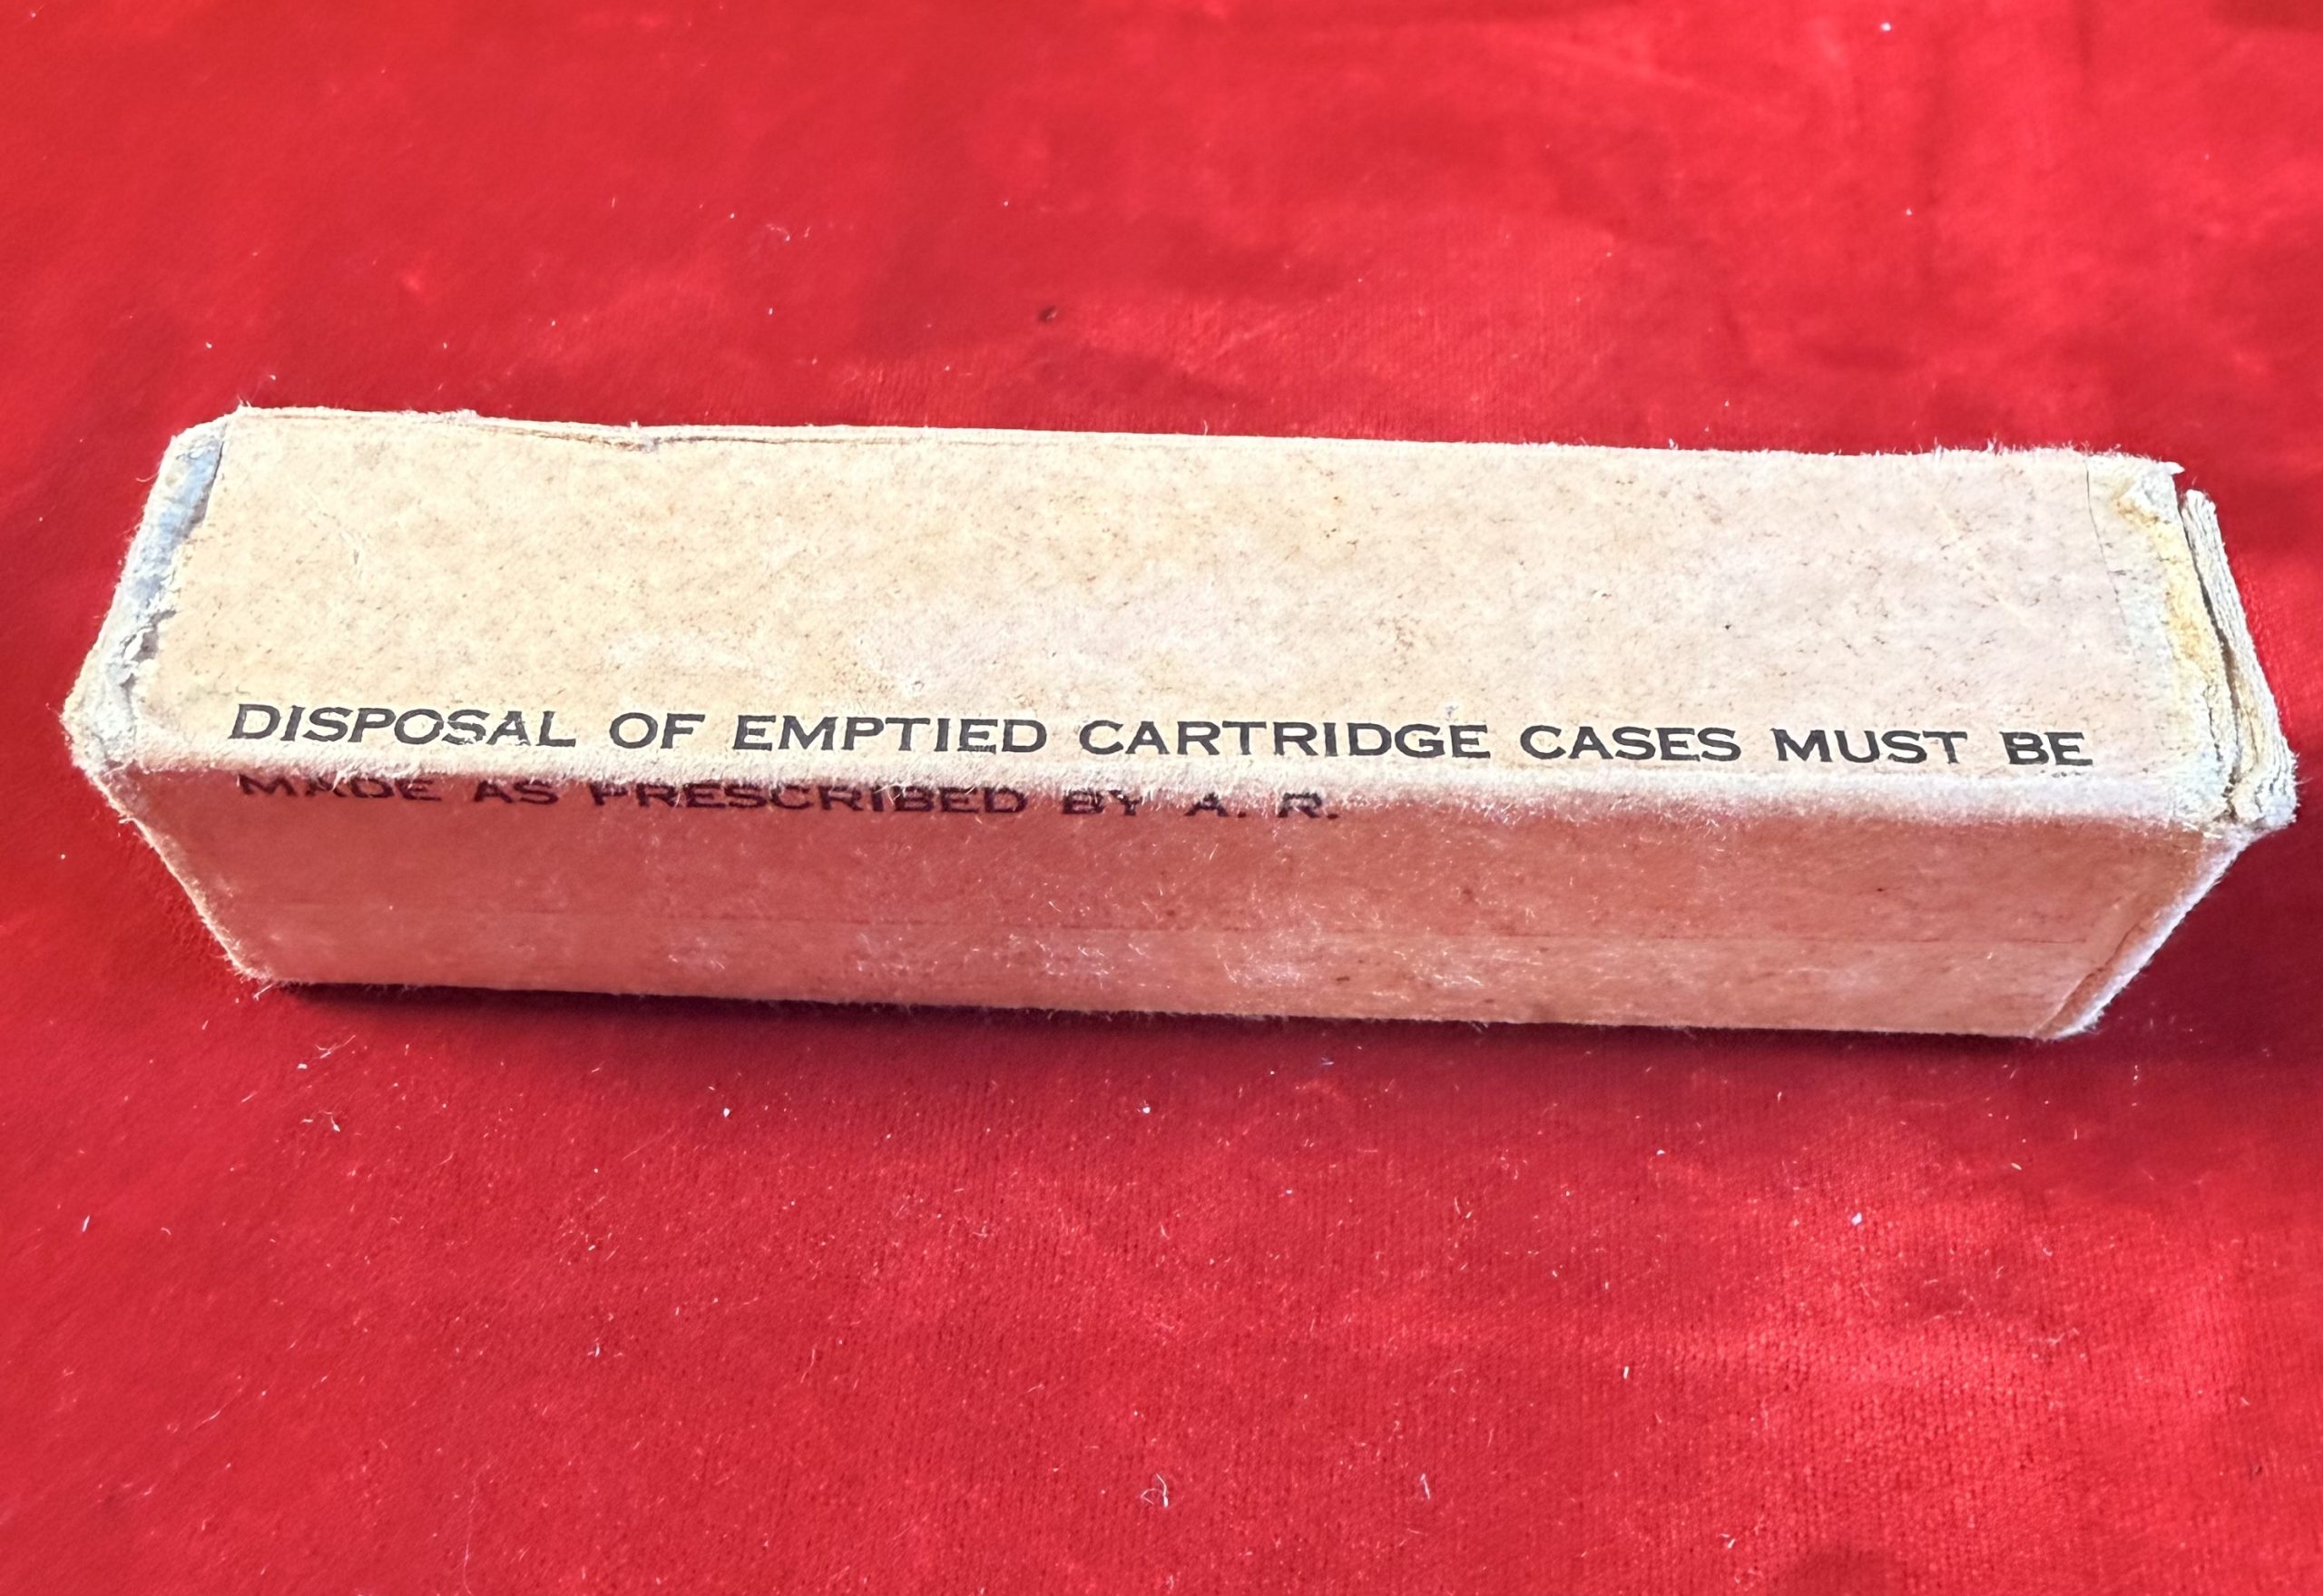 DISPOSAL OF EMPTIED CARTRIDGE CASES MUST BE
MADE AS PRESCRIBED BY A. R.